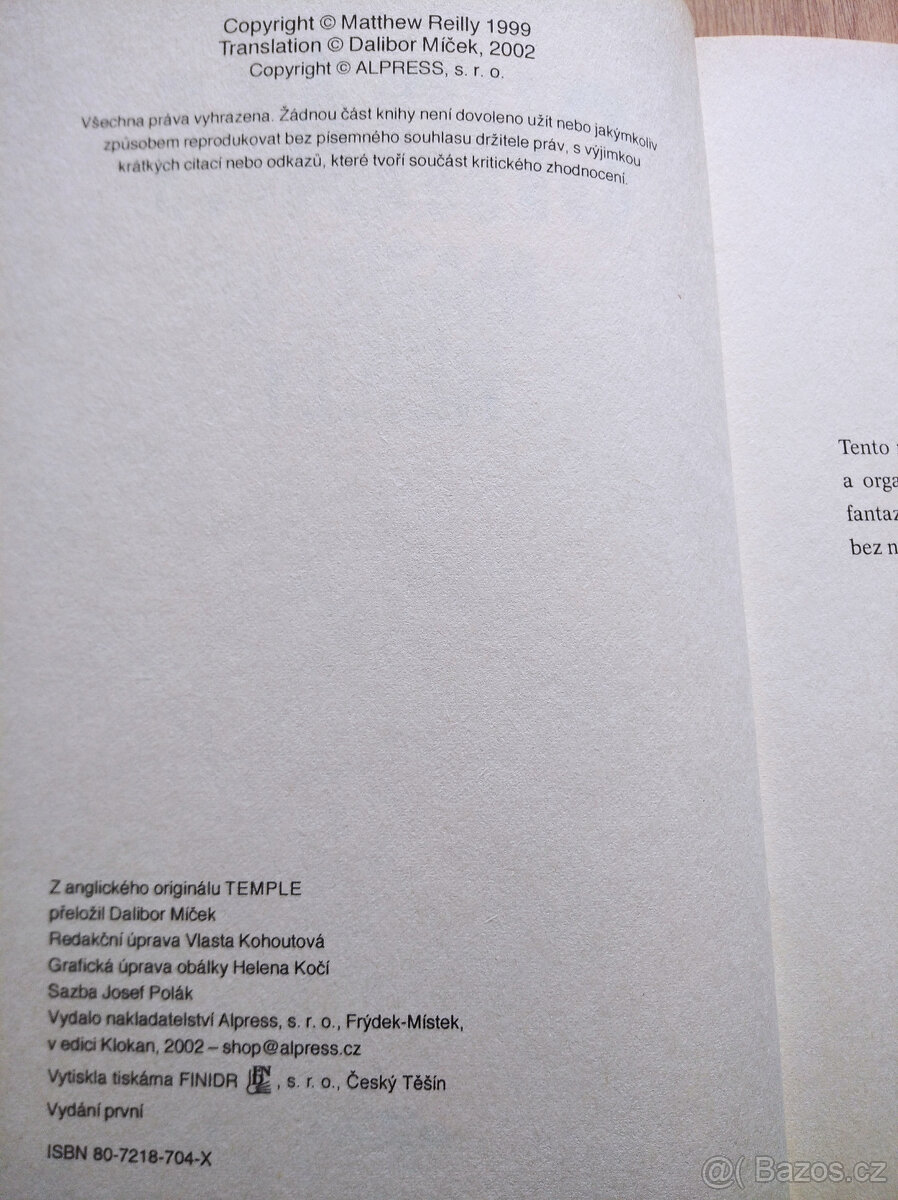 Copyright © Matthew Reilly 1999
Translation © Dalibor Míček, 2002
Copyright © ALPRESS, s. r. o.
Všechna práva vyhrazena. Žádnou část knihy není dovoleno užít nebo jakýmkoliv
způsobem reprodukovat bez písemného souhlasu držitele práv, s výjimkou
krátkých citací nebo odkazů, které tvoří součást kritického zhodnocení.
Z anglického originálu TEMPLE
přeložil Dalibor Míček
Redakční úprava Vlasta Kohoutová
Grafická úprava obálky Helena Kočí
Sazba Josef Polák
Vydalo nakladatelství Alpress, s. r. o., Frýdek-Místek,
v edici Klokan, 2002 – shop@alpress.cz
Vytiskla tiskárna FINIDR , s. r. o., Český Těšín
Vydání první
ISBN 80-7218-704-X
Tento
a orga
fantaz
bez n
@( Bazos.cz